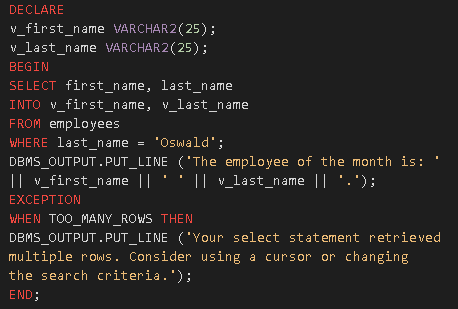 DECLARE
v_first_name VARCHAR2(25);
v_last_name VARCHAR2(25);
BEGIN
SELECT first_name, last_name
INTO v_first_name, v_last_name
FROM employees
WHERE last_name = 'Oswald';
DBMS_OUTPUT.PUT_LINE ('The employee of the month is: '
|| v_first_name || ' ' || v_last_name || '.');
EXCEPTION
WHEN TOO_MANY_ROWS THEN
DBMS_OUTPUT.PUT_LINE ('Your select statement retrieved
multiple rows. Consider using a cursor or changing
the search criteria.');
END;